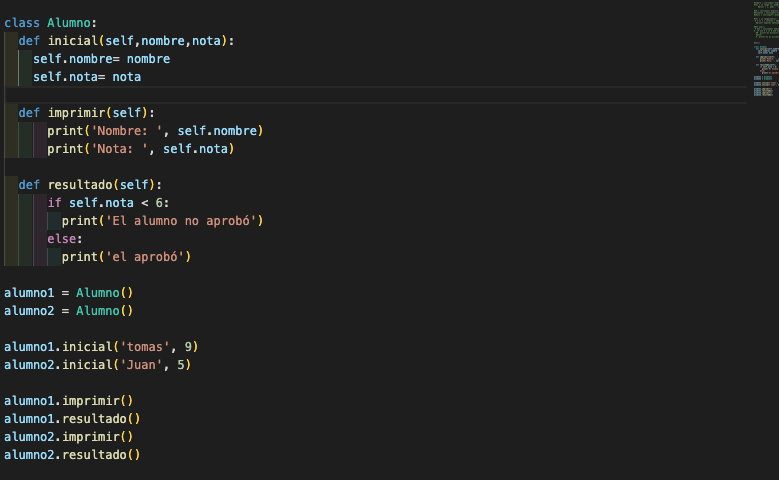 class Alumno:
  def inicial(self,nombre,nota):
    self.nombre= nombre
    self.nota= nota

  def imprimir(self):
      print('Nombre: ', self.nombre)
      print('Nota: ', self.nota)

  def resultado(self):
      if self.nota < 6:
        print('El alumno no aprobó')
      else:
        print('el aprobó')

alumno1 = Alumno()
alumno2 = Alumno()

alumno1.inicial('tomas', 9)
alumno2.inicial('Juan', 5)

alumno1.imprimir()
alumno1.resultado()
alumno2.imprimir()
alumno2.resultado()